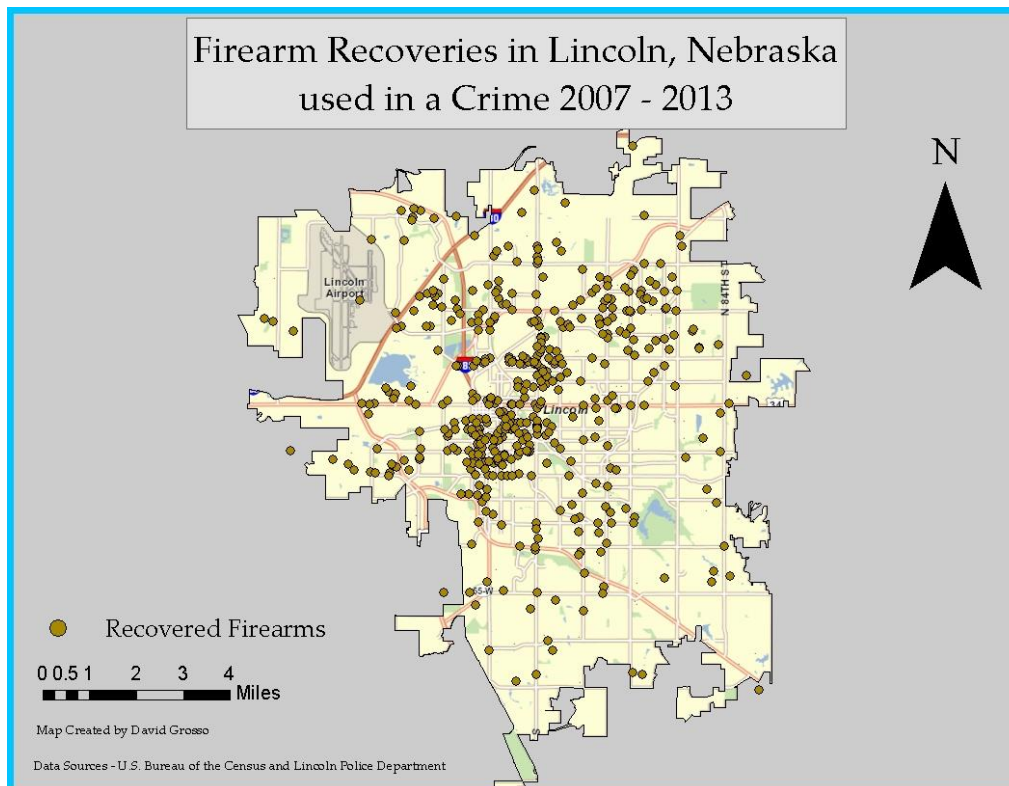 Firearm Recoveries in Lincoln, Nebraska
used in a Crime 2007 - 2013
N
Lincoln
Airport
N 84TH ST
Lincoln
34
55-W
Recovered Firearms
0 0.5 1 2 3 4
Miles
Map Created by David Grosso
Data Sources - U.S. Bureau of the Census and Lincoln Police Department